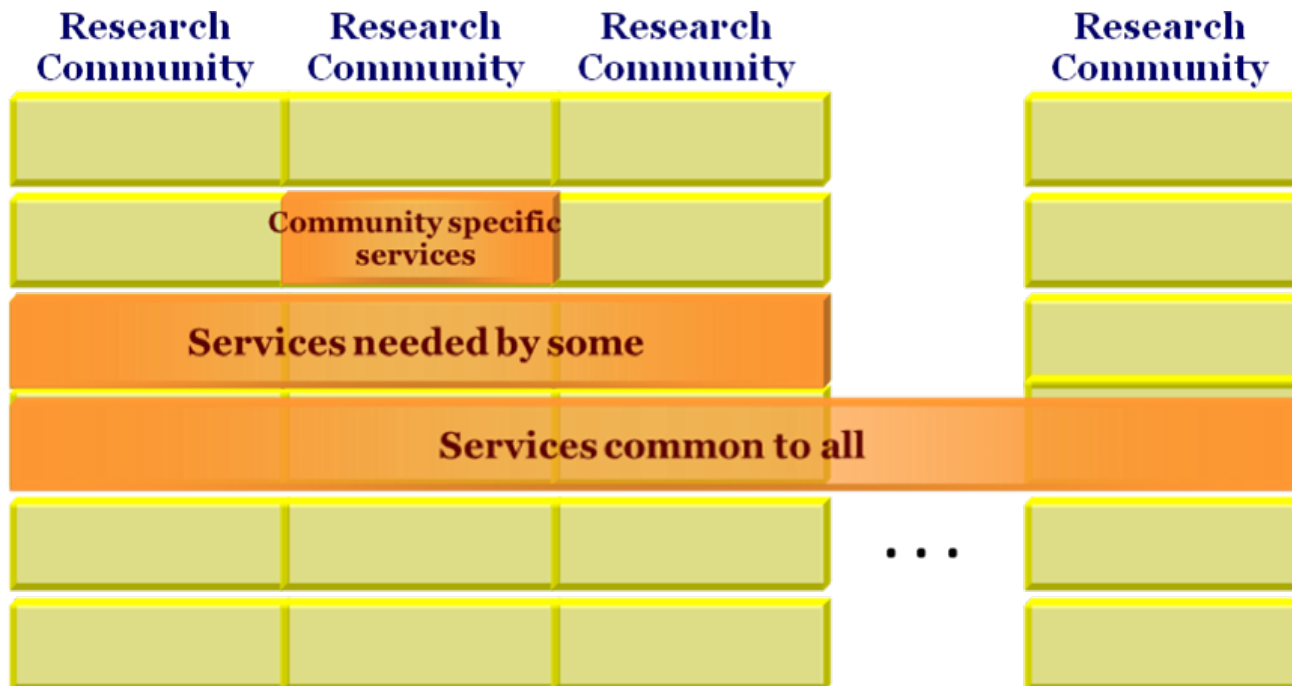 Research Research Research Research
Community Community Community Community
Community specific
services
Services needed by some
Services common to all
...